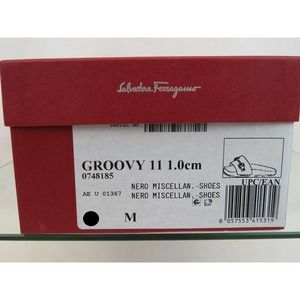 Salvatore Ferragamo
GROOVY 11 1.0cm
0748185
NERO MISCELLAN.-SHOES
AE U 01367
NERO MISCELLAN.-SHOES
M
UPC/EAN
8 057553 415319